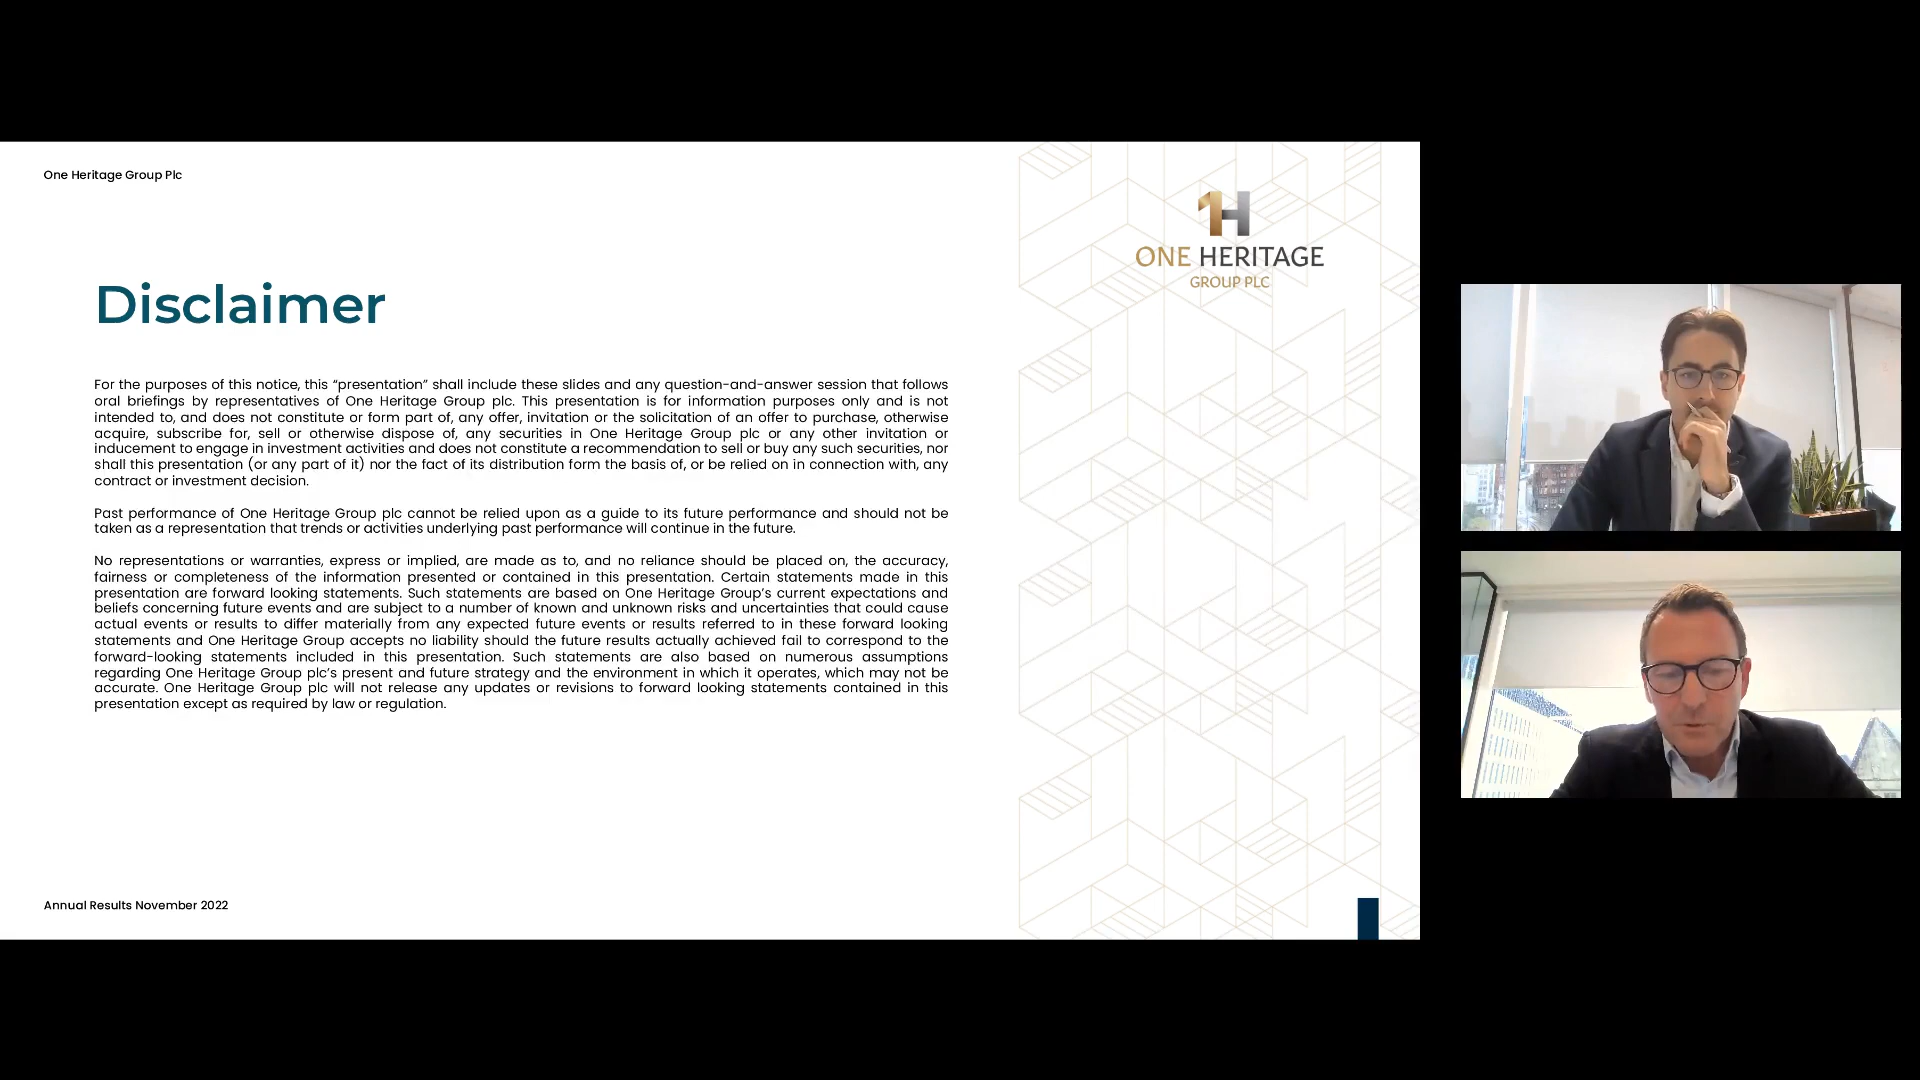 One Heritage Group Plc
1H
ONE HERITAGE
GROUP PLC
Disclaimer
For the purposes of this notice, this “presentation” shall include these slides and any question-and-answer session that follows
oral briefings by representatives of One Heritage Group plc. This presentation is for information purposes only and is not
intended to, and does not constitute or form part of, any offer, invitation or the solicitation of an offer to purchase, otherwise
acquire, subscribe for, sell or otherwise dispose of, any securities in One Heritage Group plc or any other invitation or
inducement to engage in investment activities and does not constitute a recommendation to sell or buy any such securities, nor
shall this presentation (or any part of it) nor the fact of its distribution form the basis of, or be relied on in connection with, any
contract or investment decision.
Past performance of One Heritage Group plc cannot be relied upon as a guide to its future performance and should not be
taken as a representation that trends or activities underlying past performance will continue in the future.
No representations or warranties, express or implied, are made as to, and no reliance should be placed on, the accuracy,
fairness or completeness of the information presented or contained in this presentation. Certain statements made in this
presentation are forward looking statements. Such statements are based on One Heritage Group’s current expectations and
beliefs concerning future events and are subject to a number of known and unknown risks and uncertainties that could cause
actual events or results to differ materially from any expected future events or results referred to in these forward looking
statements and One Heritage Group accepts no liability should the future results actually achieved fail to correspond to the
forward-looking statements included in this presentation. Such statements are also based on numerous assumptions
regarding One Heritage Group plc’s present and future strategy and the environment in which it operates, which may not be
accurate. One Heritage Group plc will not release any updates or revisions to forward looking statements contained in this
presentation except as required by law or regulation.
Annual Results November 2022